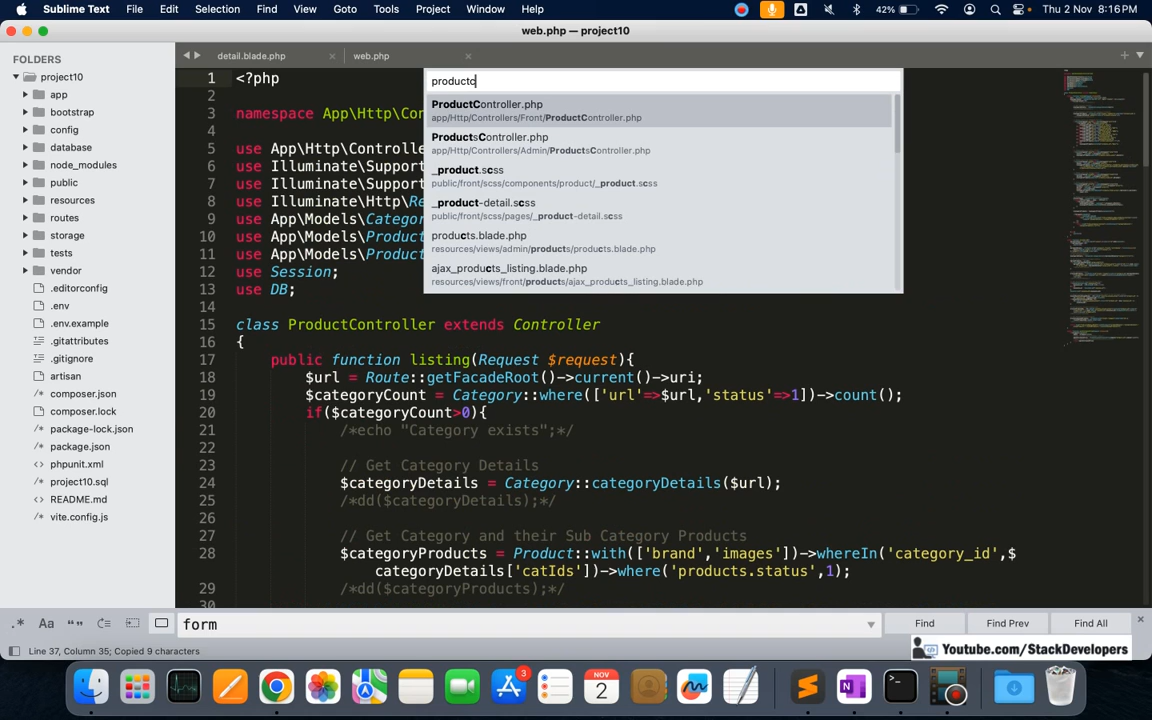 Sublime Text File Edit Selection Find View Goto Tools Project Window Help 42% Thu 2 Nov 8:16 PM
web.php — project10
FOLDERS
project10
app
bootstrap
config
database
node_modules
public
resources
routes
storage
tests
vendor
.editorconfig
.env
.env.example
.gitattributes
.gitignore
artisan
composer.json
composer.lock
package-lock.json
package.json
phpunit.xml
project10.sql
README.md
vite.config.js
detail.blade.php web.php
productc
ProductController.php
app/Http/Controllers/Front/ProductController.php
ProductsController.php
app/Http/Controllers/Admin/ProductsController.php
_product.scss
public/front/scss/components/product/_product.scss
_product-detail.scss
public/front/scss/pages/_product-detail.scss
products.blade.php
resources/views/admin/products/products.blade.php
ajax_products_listing.blade.php
resources/views/front/products/ajax_products_listing.blade.php
1 <?php
2
3 namespace App\Http\Con
4
5 use App\Http\Controlle
6 use Illuminate\Support
7 use Illuminate\Support
8 use Illuminate\Http\Re
9 use App\Models\Categor
10 use App\Models\Product
11 use App\Models\Product
12 use Session;
13 use DB;
14
15 class ProductController extends Controller
16 {
17 public function listing(Request $request){
18 $url = Route::getFacadeRoot()->current()->uri;
19 $categoryCount = Category::where(['url'=>$url,'status'=>1])->count();
20 if($categoryCount>0){
21 /*echo "Category exists";*/
22
23 // Get Category Details
24 $categoryDetails = Category::categoryDetails($url);
25 /*dd($categoryDetails);*/
26
27 // Get Category and their Sub Category Products
28 $categoryProducts = Product::with(['brand','images'])->whereIn('category_id',$
categoryDetails['catIds'])->where('products.status',1);
29 /*dd($categoryProducts);*/
30
.* Aa “” form Find Find Prev Find All
Line 37, Column 35; Copied 9 characters
Youtube.com/StackDevelopers
3
NOV
2